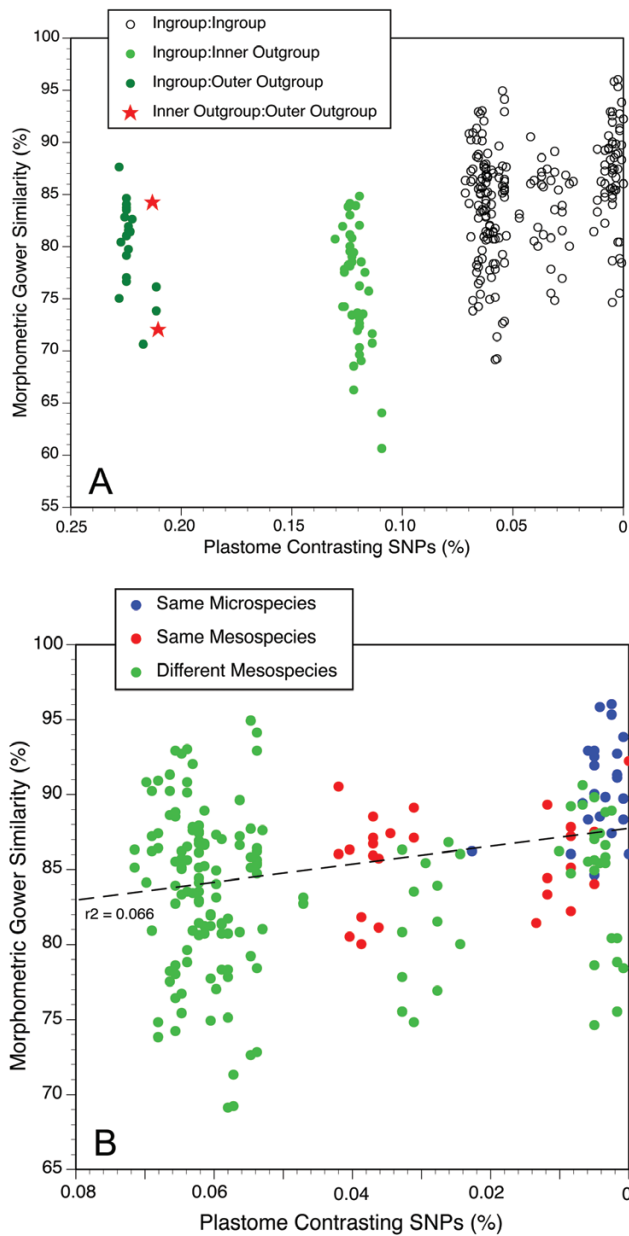 Ingroup:Ingroup
Ingroup:Inner Outgroup
Ingroup:Outer Outgroup
Inner Outgroup:Outer Outgroup
100
95
90
85
80
75
70
65
60
55
Morphometric Gower Similarity (%)
A
0.25
0.20
0.15
0.10
0.05
0
Plastome Contrasting SNPs (%)
Same Microspecies
Same Mesospecies
Different Mesospecies
100
95
90
85
80
75
70
65
Morphometric Gower Similarity (%)
r2 = 0.066
B
0.08
0.06
0.04
0.02
0
Plastome Contrasting SNPs (%)